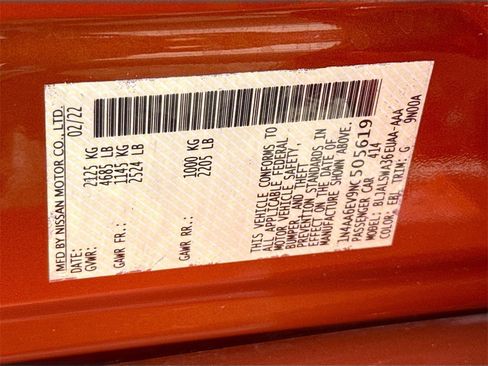 MFD BY NISSAN MOTOR CO., LTD.
DATE: 02/22
GVWR: 2125 KG
4685 LB
GAWR FR.: 1145 KG
2524 LB
GAWR RR.: 1000 KG
2205 LB
THIS VEHICLE CONFORMS TO
ALL APPLICABLE FEDERAL
MOTOR VEHICLE SAFETY,
BUMPER, AND THEFT
PREVENTION STANDARDS IN
EFFECT ON THE DATE OF
MANUFACTURE SHOWN ABOVE.
1N4AA6EV9NC505619
PASSENGER CAR 414
MODEL: BLJALSWA36EUAA-AAA
COLOR: EBL TRIM: G 9N00A